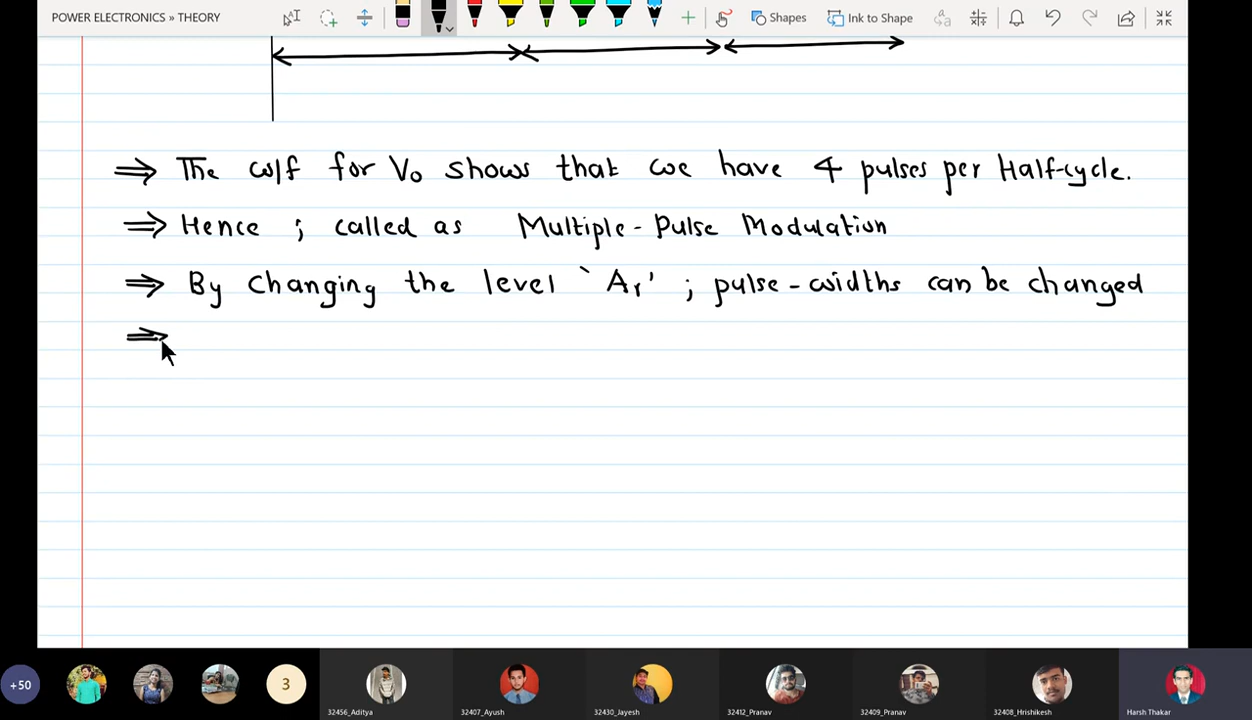 POWER ELECTRONICS » THEORY
Shapes
Ink to Shape
⇒ The w/f for Vo shows that we have 4 pulses per Half-cycle.
⇒ Hence ; called as Multiple-Pulse Modulation
⇒ By changing the level `Ar' ; pulse-widths can be changed
⇒
+50
3
32456_Aditya
32407_Ayush
32430_Jayesh
32412_Pranav
32409_Pranav
32408_Hrishikesh
Harsh Thakar